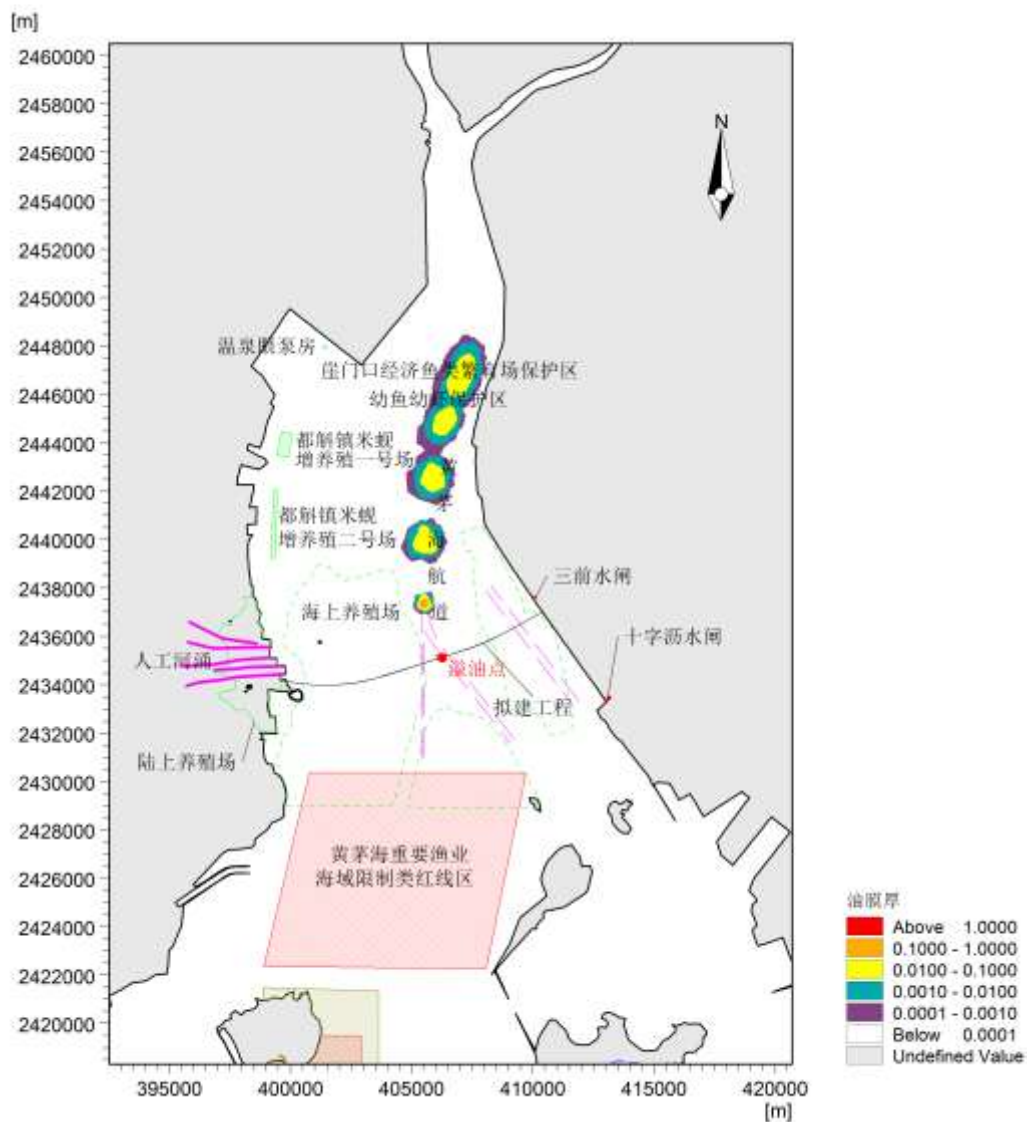 [m]
2460000
2458000
2456000
2454000
2452000
2450000
2448000
2446000
2444000
2442000
2440000
2438000
2436000
2434000
2432000
2430000
2428000
2426000
2424000
2422000
2420000
N
温泉眼泵房
崖门口经济鱼类繁育场保护区
幼鱼幼虾保护区
都斛镇米蚬
增养殖一号场
都斛镇米蚬
增养殖二号场
黄
茅
海
航
道
海上养殖场
三前水闸
十字沥水闸
人工河涌
溢油点
拟建工程
陆上养殖场
黄茅海重要渔业
海域限制类红线区
395000 400000 405000 410000 415000 420000
[m]
油膜厚
Above 1.0000
0.1000 - 1.0000
0.0100 - 0.1000
0.0010 - 0.0100
0.0001 - 0.0010
Below 0.0001
Undefined Value